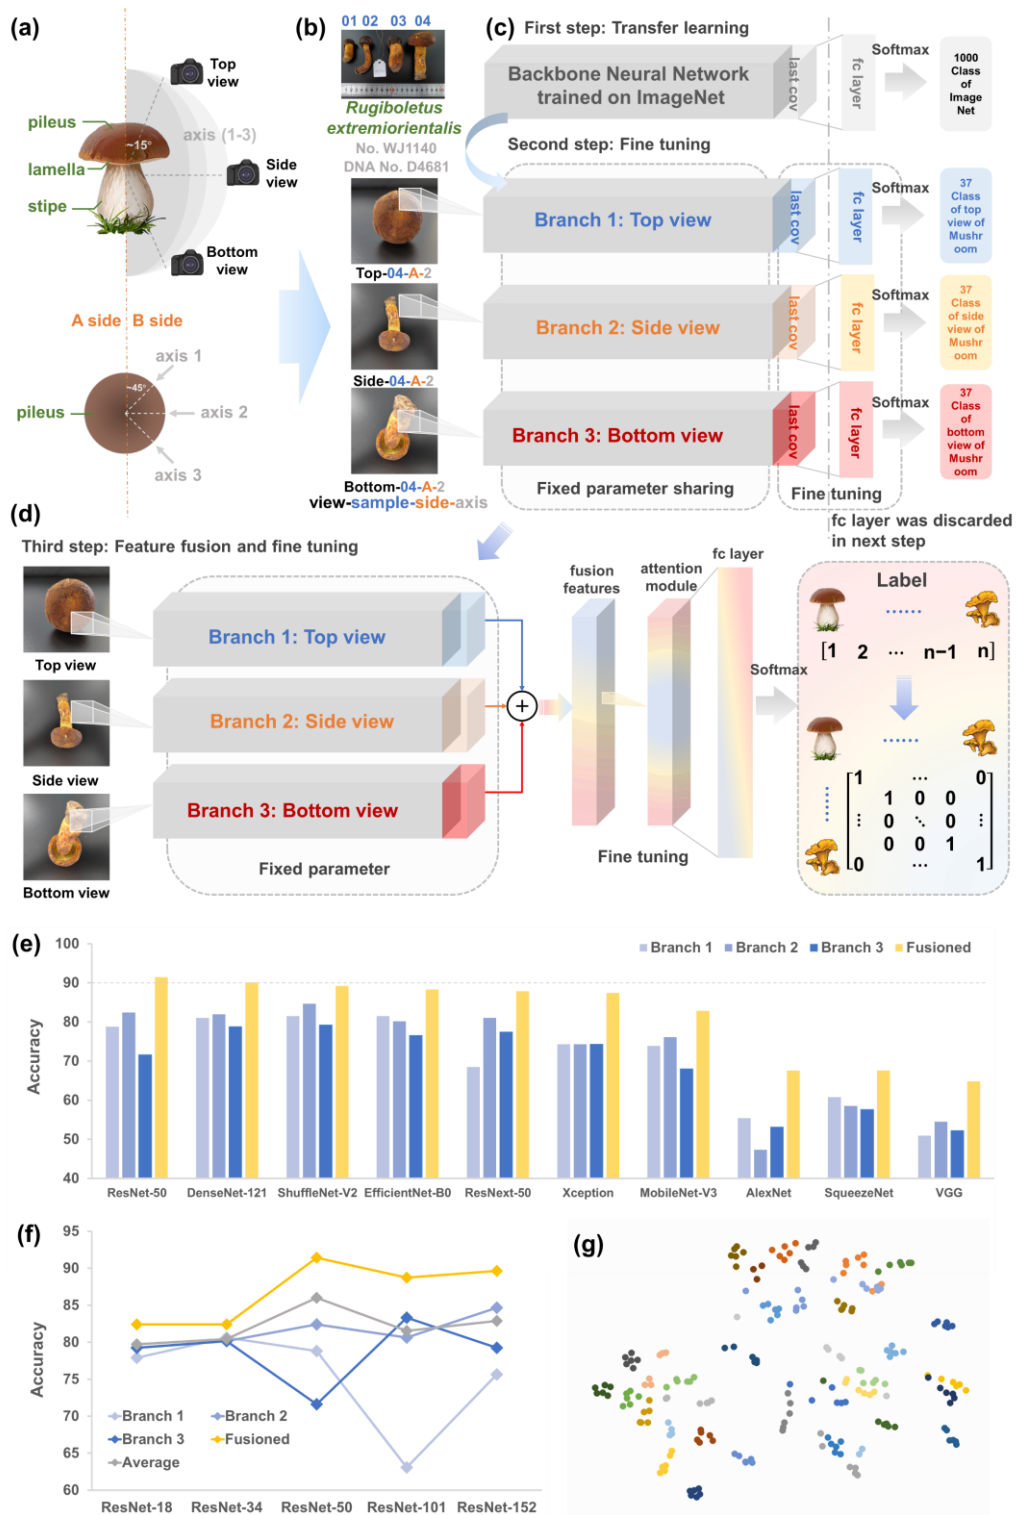 (a)
Top
view
pileus
axis (1-3)
~15°
lamella
Side
view
stipe
Bottom
view
A side
B side
axis 1
~45°
pileus
axis 2
axis 3
(b)
01 02 03 04
Rugiboletus
extremiorientalis
No. WJ1140
DNA No. D4681
Top-04-A-2
Side-04-A-2
Bottom-04-A-2
view-sample-side-axis
(c)
First step: Transfer learning
Backbone Neural Network
trained on ImageNet
last cov
fc layer
Softmax
1000
Class
of
Image
Net
Second step: Fine tuning
Branch 1: Top view
last cov
fc layer
Softmax
37
Class
of top
view of
Mushr
oom
Branch 2: Side view
last cov
fc layer
Softmax
37
Class
of side
view of
Mushr
oom
Branch 3: Bottom view
last cov
fc layer
Softmax
37
Class
of
bottom
view of
Mushr
oom
Fixed parameter sharing
Fine tuning
fc layer was discarded
in next step
(d)
Third step: Feature fusion and fine tuning
Top view
Side view
Bottom view
Branch 1: Top view
Branch 2: Side view
Branch 3: Bottom view
Fixed parameter
+
fusion
features
attention
module
fc layer
Fine tuning
Softmax
Label
......
[1 2 ... n−1 n]
......
1 ... 0
1 0 0
⋮ 0 ⋱ 0 ⋮
0 0 1
0 ... 1
(e)
Branch 1 Branch 2 Branch 3 Fusioned
Accuracy
100
90
80
70
60
50
40
ResNet-50 DenseNet-121 ShuffleNet-V2 EfficientNet-B0 ResNext-50 Xception MobileNet-V3 AlexNet SqueezeNet VGG
(f)
Accuracy
95
90
85
80
75
70
65
60
Branch 1 Branch 2
Branch 3 Fusioned
Average
ResNet-18 ResNet-34 ResNet-50 ResNet-101 ResNet-152
(g)